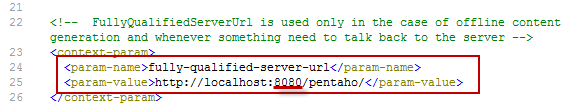 21
22
<!-- FullyQualifiedServerUrl is used only in the case of offline content
generation and whenever something need to talk back to the server -->
23 <context-param>
24 <param-name>fully-qualified-server-url</param-name>
25 <param-value>http://localhost:8080/pentaho/</param-value>
26 </context-param>